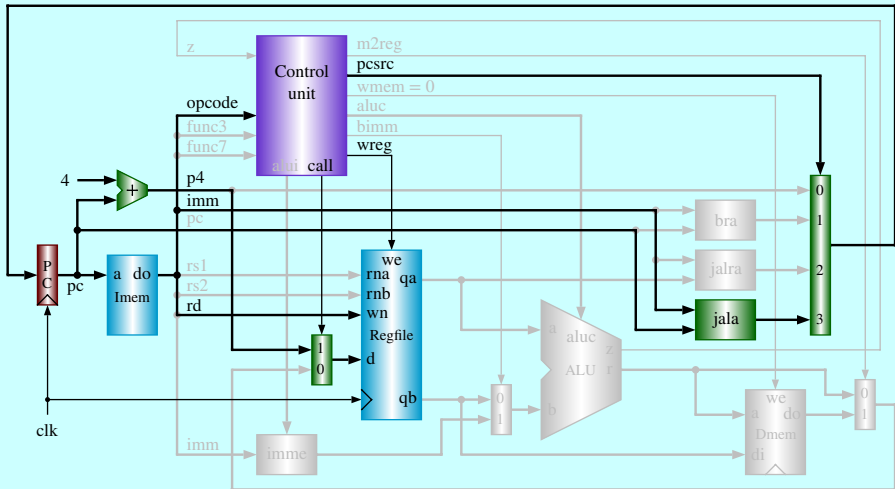 z
m2reg
Control
unit
pcsrc
wmem = 0
opcode
aluc
func3
bimm
func7
wreg
alui
call
4
+
p4
0
imm
pc
bra
1
P
C
pc
a do
Imem
rs1
rs2
rd
we
rna
qa
rnb
wn
Regfile
d
qb
1
0
jalra
2
jala
3
a
aluc
z
ALU
r
b
0
1
we
a
do
Dmem
di
0
1
clk
imm
imme